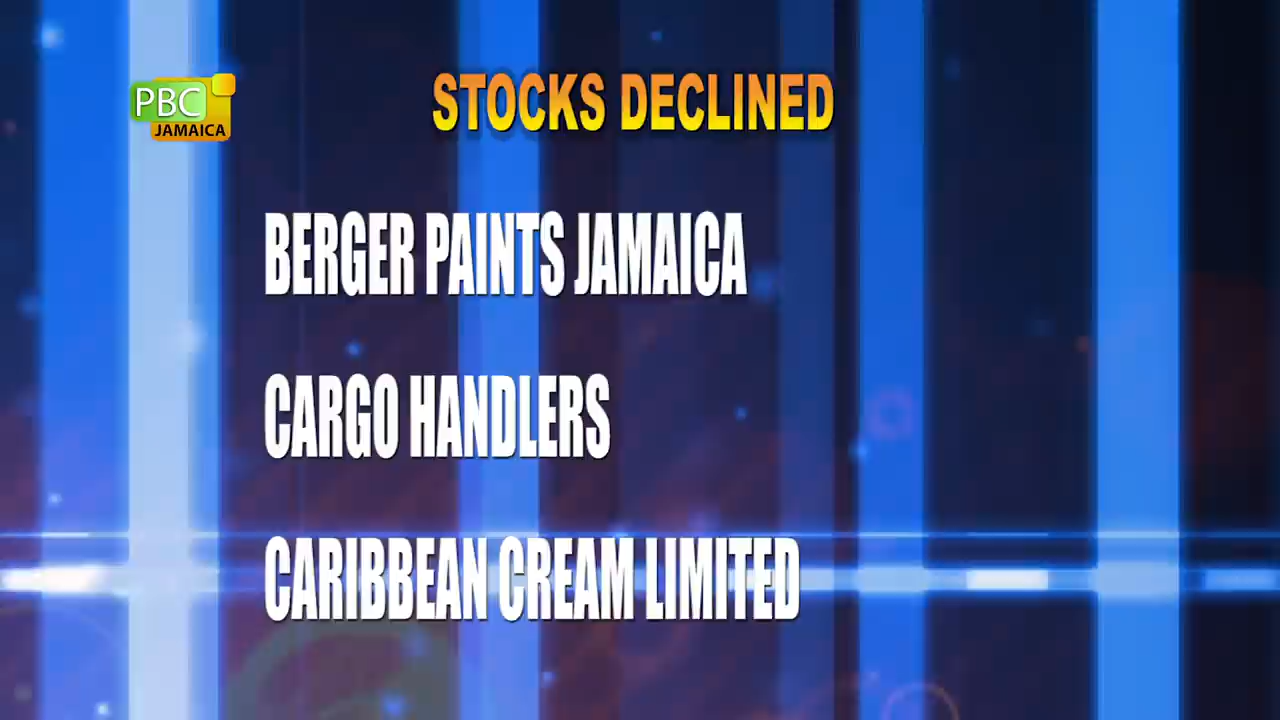 PBC
JAMAICA
STOCKS DECLINED
BERGER PAINTS JAMAICA
CARGO HANDLERS
CARIBBEAN CREAM LIMITED